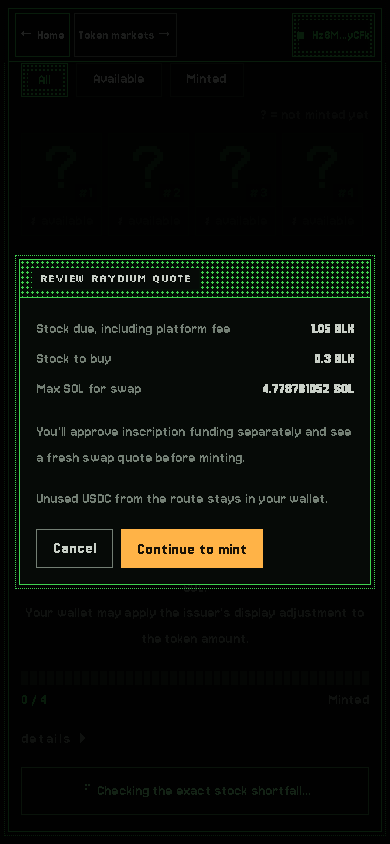 ← Home
Token markets →
All
Available
Minted
? = not minted yet
REVIEW RAYDIUM QUOTE
Stock due, including platform fee 1.05 BLK
Stock to buy 0.3 BLK
Max SOL for swap 4.778781052 SOL
You'll approve inscription funding separately and see
a fresh swap quote before minting.
Unused USDC from the route stays in your wallet.
Cancel
Continue to mint
Your wallet may apply the issuer's display adjustment to
the token amount.
0 / 4
Minted
details
Checking the exact stock shortfall...